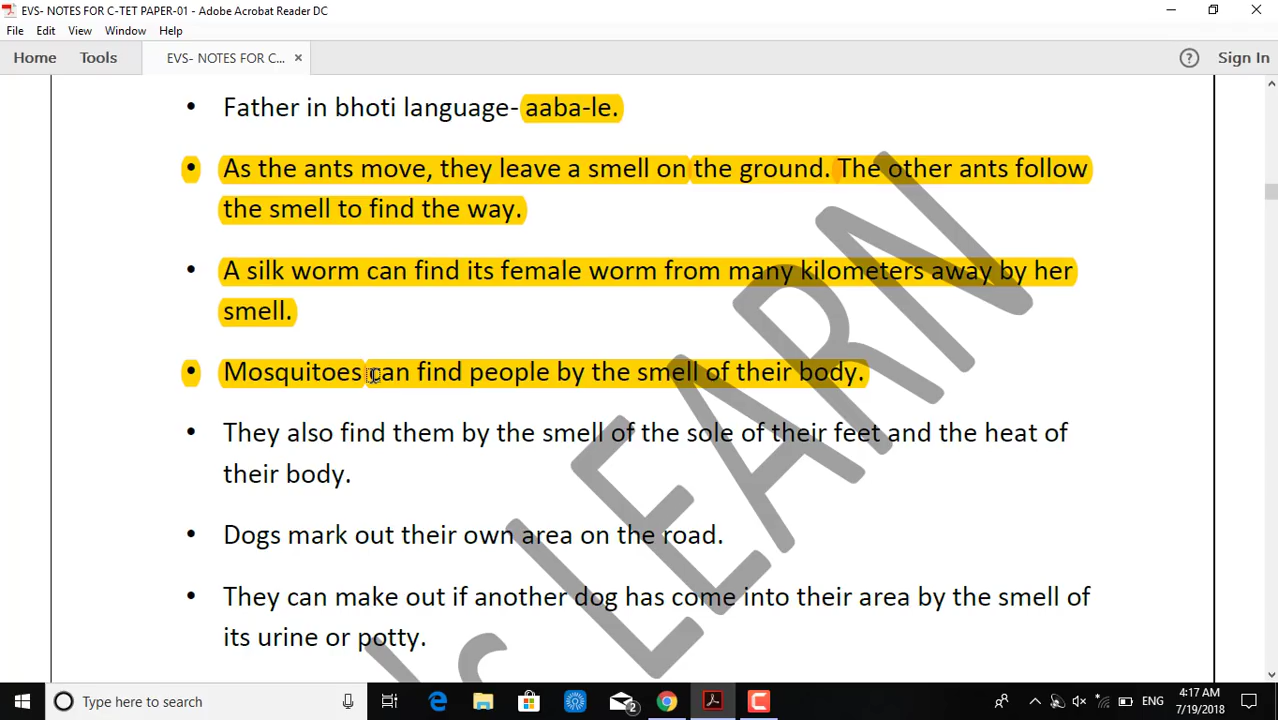 EVS- NOTES FOR C-TET PAPER-01 - Adobe Acrobat Reader DC
File Edit View Window Help
Home Tools EVS- NOTES FOR C... × Sign In
• Father in bhoti language- aaba-le.
• As the ants move, they leave a smell on the ground. The other ants follow
the smell to find the way.
• A silk worm can find its female worm from many kilometers away by her
smell.
• Mosquitoes can find people by the smell of their body.
• They also find them by the smell of the sole of their feet and the heat of
their body.
• Dogs mark out their own area on the road.
• They can make out if another dog has come into their area by the smell of
its urine or potty.
LEARN
Type here to search
2
ENG
4:17 AM
7/19/2018